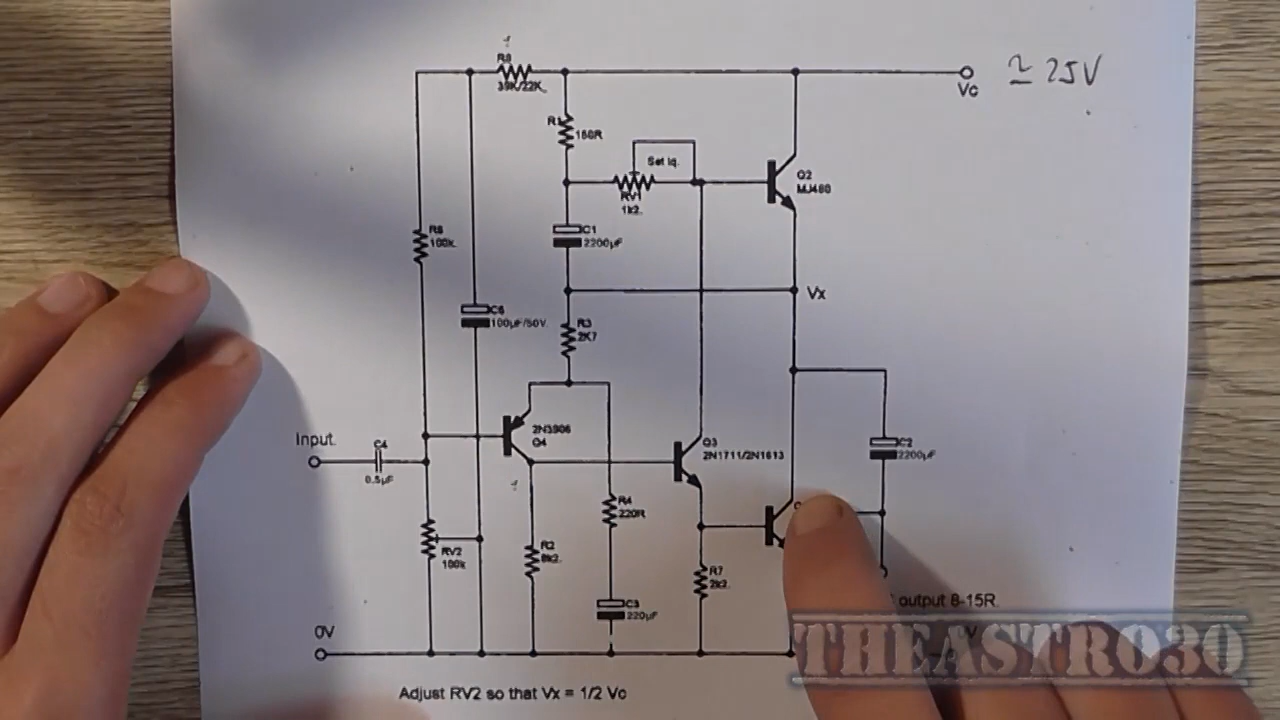 R8
39K/22K
Vc
≃ 25V
R1
150R
Set Iq.
RV1
1k2.
Q2
MJ480
R6
100k
C1
2200µF
Vx
C5
100µF/50V.
R3
2K7
2N3906
Q4
Input.
C4
0.5µF
Q3
2N1711/2N1613
C2
2200µF
R4
220R
RV2
100k
R2
8k2.
R7
2k2.
C3
220µF
output 8-15R.
0V
0V
THEASTRO30
Adjust RV2 so that Vx = 1/2 Vc